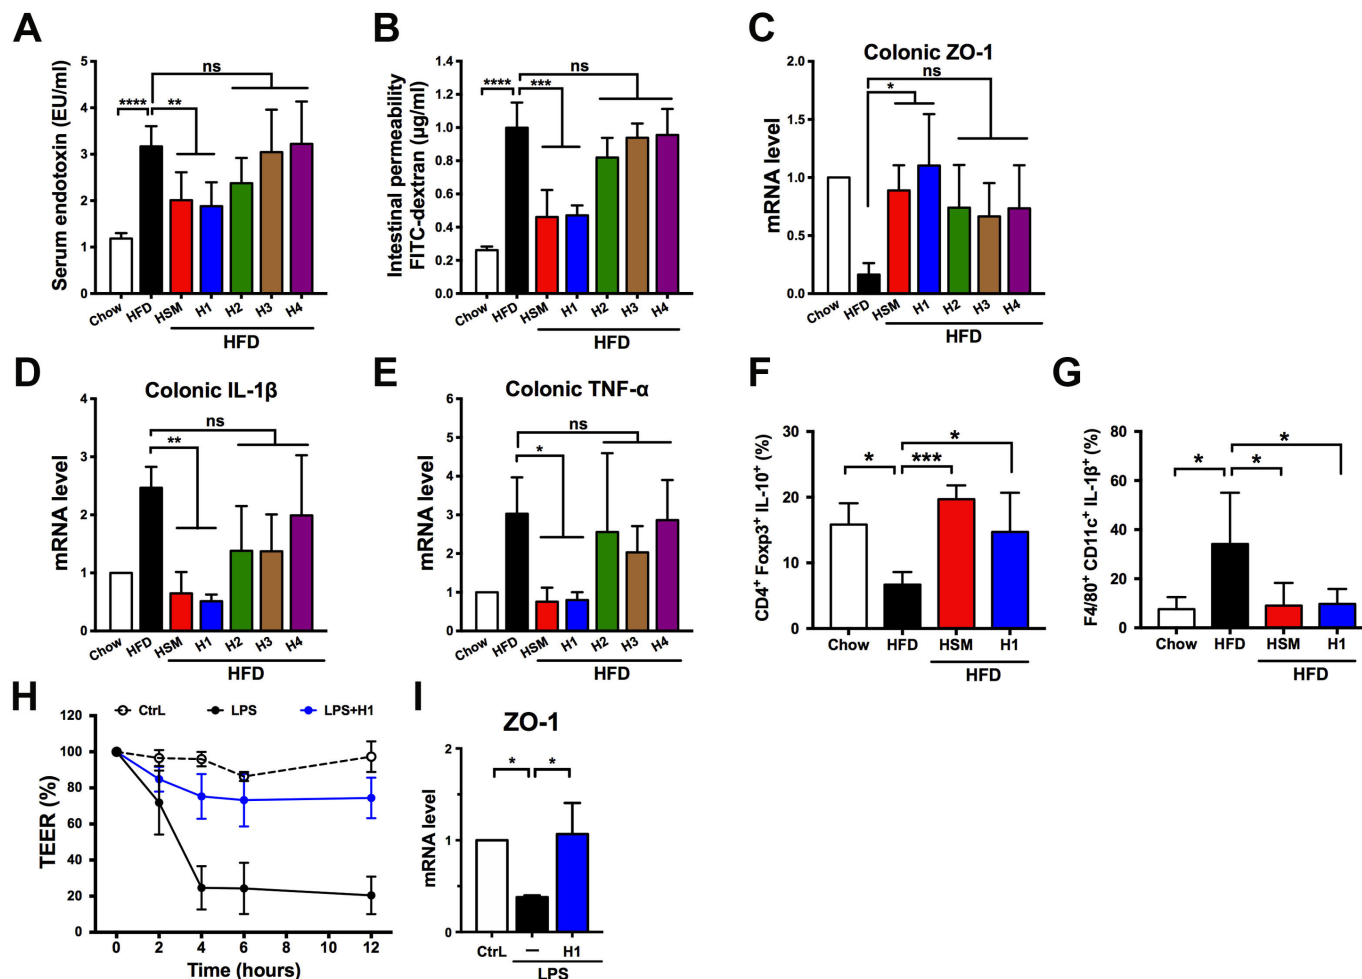 A
Serum endotoxin (EU/ml)
5
4
3
2
1
0
****
**
ns
Chow HFD HSM H1 H2 H3 H4
HFD
B
Intestinal permeability
FITC-dextran (µg/ml)
1.4
1.2
1.0
0.8
0.6
0.4
0.2
0.0
****
***
ns
Chow HFD HSM H1 H2 H3 H4
HFD
C
Colonic ZO-1
mRNA level
2.0
1.5
1.0
0.5
0.0
*
ns
Chow HFD HSM H1 H2 H3 H4
HFD
D
Colonic IL-1β
mRNA level
4
3
2
1
0
**
ns
Chow HFD HSM H1 H2 H3 H4
HFD
E
Colonic TNF-α
mRNA level
6
5
4
3
2
1
0
*
ns
Chow HFD HSM H1 H2 H3 H4
HFD
F
CD4⁺ Foxp3⁺ IL-10⁺ (%)
30
20
10
0
*
***
*
Chow HFD HSM H1
HFD
G
F4/80⁺ CD11c⁺ IL-1β⁺ (%)
80
60
40
20
0
*
*
*
Chow HFD HSM H1
HFD
H
CtrL LPS LPS+H1
TEER (%)
120
100
80
60
40
20
0
0 2 4 6 8 10 12
Time (hours)
I
ZO-1
mRNA level
2
1
0
*
*
CtrL – H1
LPS